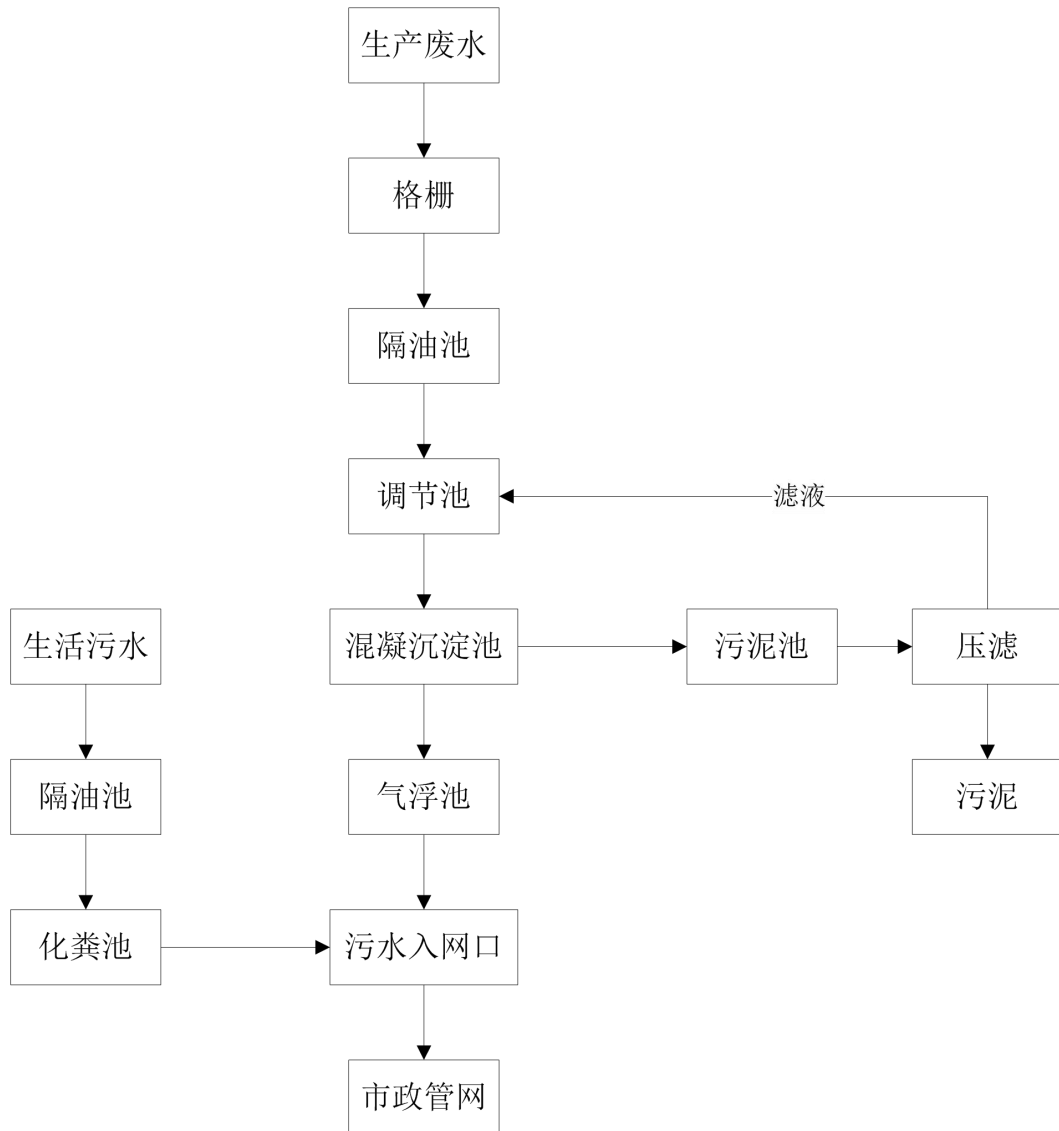 生产废水
格栅
隔油池
调节池
滤液
生活污水
混凝沉淀池
污泥池
压滤
隔油池
气浮池
污泥
化粪池
污水入网口
市政管网